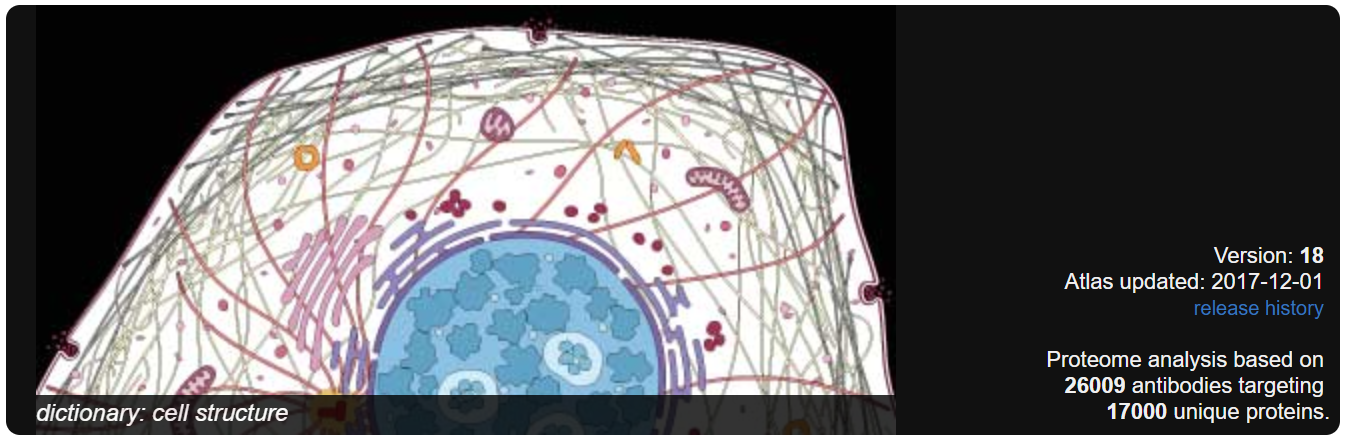 Version: 18
Atlas updated: 2017-12-01
release history
Proteome analysis based on
26009 antibodies targeting
17000 unique proteins.
dictionary: cell structure